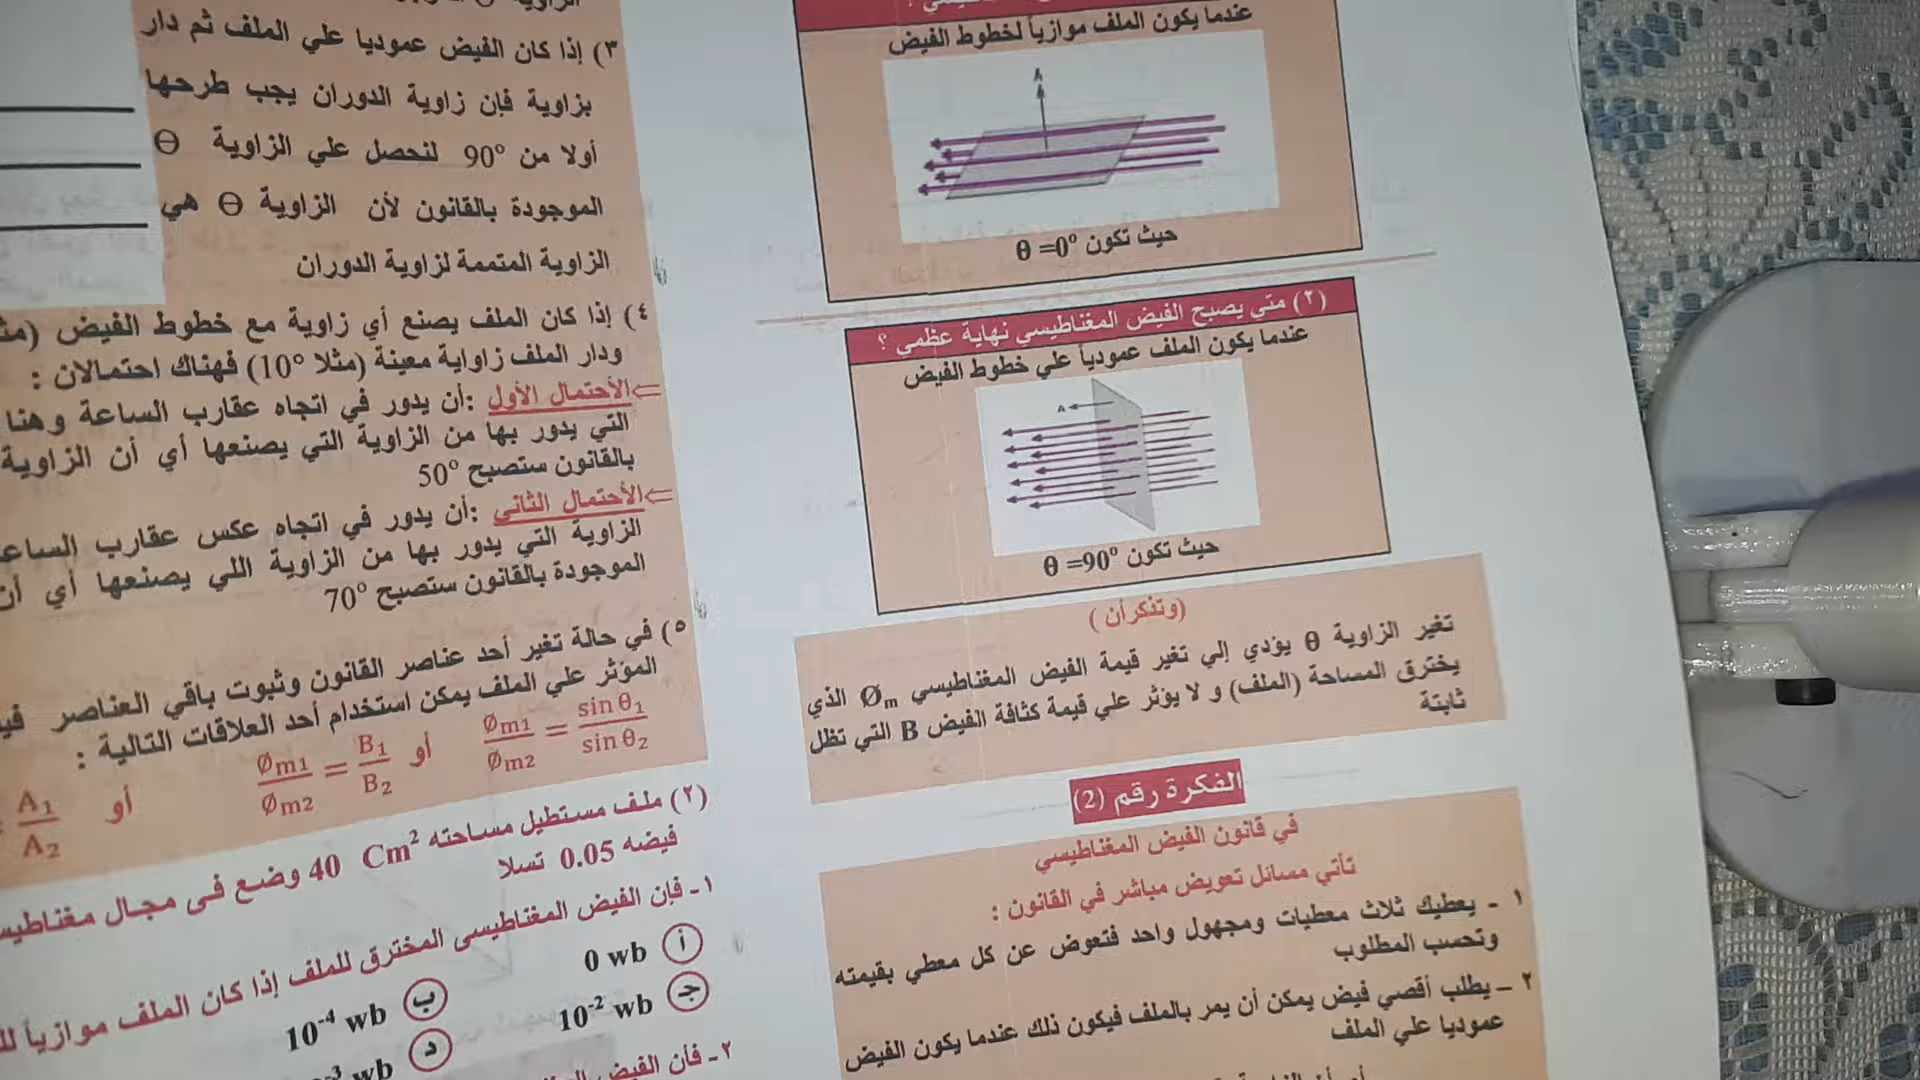 عندما يكون الملف موازياً لخطوط الفيض
A
حيث تكون θ =0°
(٢) متي يصبح الفيض المغناطيسي نهاية عظمي ؟
عندما يكون الملف عمودياً علي خطوط الفيض
A
حيث تكون θ =90°
(وتذكرأن )
تغير الزاوية θ يؤدي إلي تغير قيمة الفيض المغناطيسي Øm الذي
يخترق المساحة (الملف) و لا يؤثر علي قيمة كثافة الفيض B التي تظل
ثابتة
الفكرة رقم (2)
في قانون الفيض المغناطيسي
تأتي مسائل تعويض مباشر في القانون :
١ - يعطيك ثلاث معطيات ومجهول واحد فتعوض عن كل معطي بقيمته
وتحسب المطلوب
٢ – يطلب أقصي فيض يمكن أن يمر بالملف فيكون ذلك عندما يكون الفيض
عموديا علي الملف
٣) إذا كان الفيض عموديا علي الملف ثم دار
بزاوية فإن زاوية الدوران يجب طرحها
أولا من 90° لنحصل علي الزاوية Θ
الموجودة بالقانون لأن الزاوية Θ هي
الزاوية المتممة لزاوية الدوران
٤) إذا كان الملف يصنع أي زاوية مع خطوط الفيض
ودار الملف زاواية معينة (مثلا 10°) فهناك احتمالان :
⇐الأحتمال الأول :أن يدور في اتجاه عقارب الساعة وهنا
التي يدور بها من الزاوية التي يصنعها أي أن الزاوية
بالقانون ستصبح 50°
⇐الأحتمال الثاني :أن يدور في اتجاه عكس عقارب
الزاوية التي يدور بها من الزاوية اللي يصنعها أي
الموجودة بالقانون ستصبح 70°
٥) في حالة تغير أحد عناصر القانون وثبوت باقي العناصر
المؤثر علي الملف يمكن استخدام أحد العلاقات التالية :
Øm1/Øm2 = sin θ1/sin θ2 أو Øm1/Øm2 = B1/B2 أو = A1/A2
(٢) ملف مستطيل مساحته 40 Cm² وضع فى مجال
فيضه 0.05 تسلا
١- فإن الفيض المغناطيسى المخترق للملف إذا كان الملف موازياً
أ 0 wb ب 10⁻⁴ wb
جـ 10⁻² wb د wb
٢- فأن الفيض